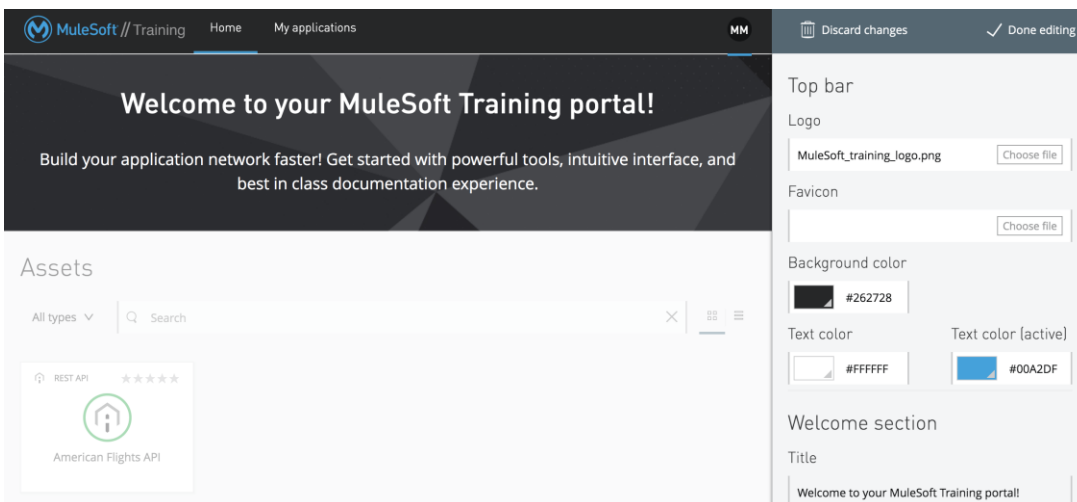 MuleSoft // Training Home My applications MM
Welcome to your MuleSoft Training portal!
Build your application network faster! Get started with powerful tools, intuitive interface, and
best in class documentation experience.
Assets
All types Search
REST API
American Flights API
Discard changes Done editing
Top bar
Logo
MuleSoft_training_logo.png Choose file
Favicon
Choose file
Background color
#262728
Text color Text color (active)
#FFFFFF #00A2DF
Welcome section
Title
Welcome to your MuleSoft Training portal!